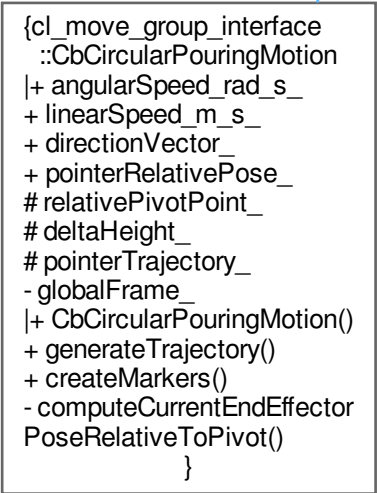 {cl_move_group_interface
::CbCircularPouringMotion
|+ angularSpeed_rad_s_
+ linearSpeed_m_s_
+ directionVector_
+ pointerRelativePose_
# relativePivotPoint_
# deltaHeight_
# pointerTrajectory_
- globalFrame_
|+ CbCircularPouringMotion()
+ generateTrajectory()
+ createMarkers()
- computeCurrentEndEffector
PoseRelativeToPivot()
}